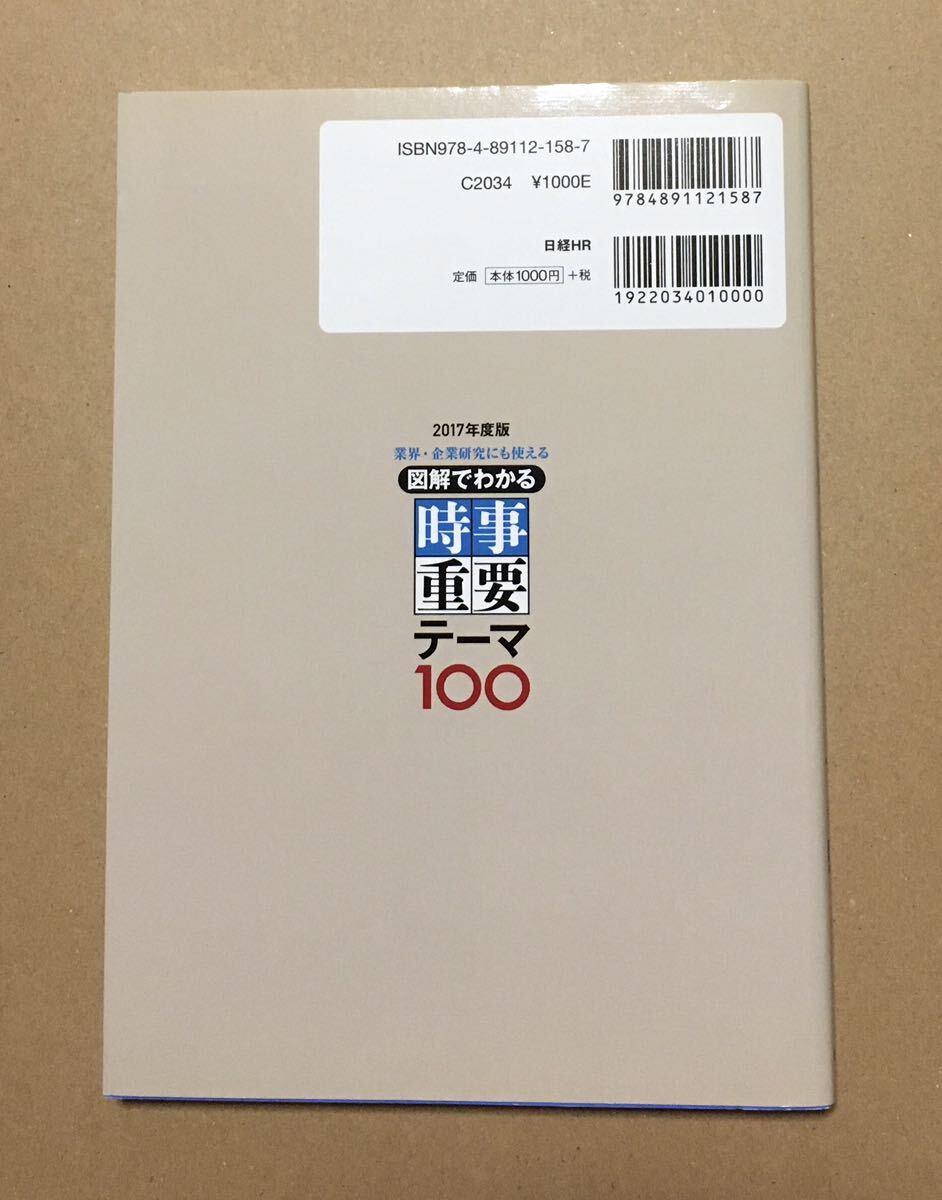 ISBN978-4-89112-158-7
C2034 ¥1000E
9784891121587
日経HR
定価 本体1000円 +税
1922034010000
2017年度版
業界・企業研究にも使える
図解でわかる
時事
重要
テーマ
100